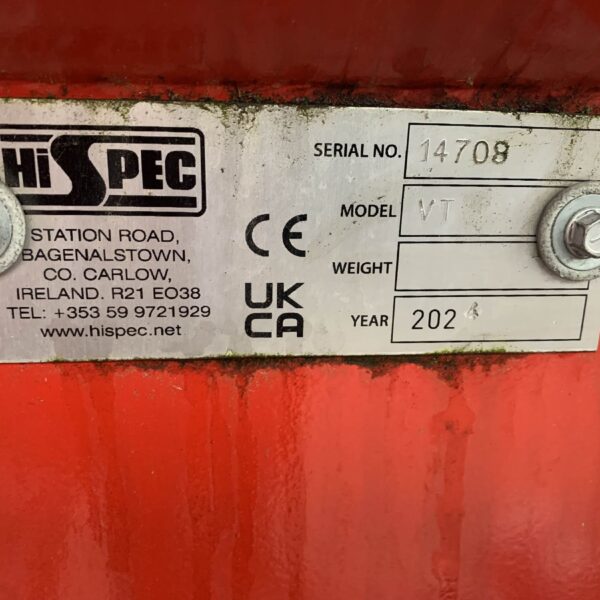 HiSPEC
STATION ROAD,
BAGENALSTOWN,
CO. CARLOW,
IRELAND. R21 EO38
TEL: +353 59 9721929
www.hispec.net
CE
UK
CA
SERIAL NO. 14708
MODEL VT
WEIGHT
YEAR 2024